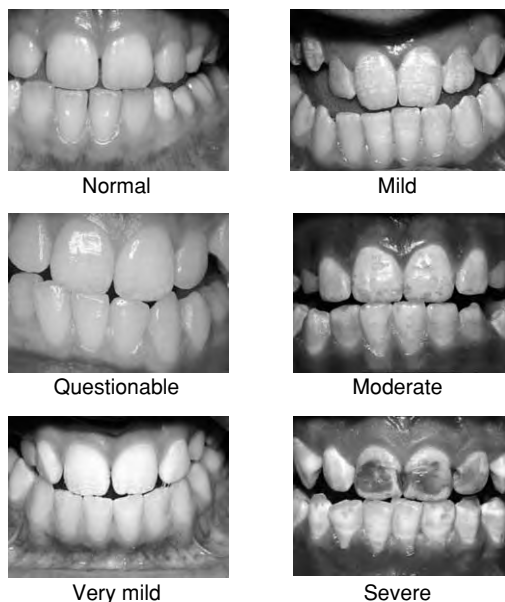 Normal
Mild
Questionable
Moderate
Very mild
Severe